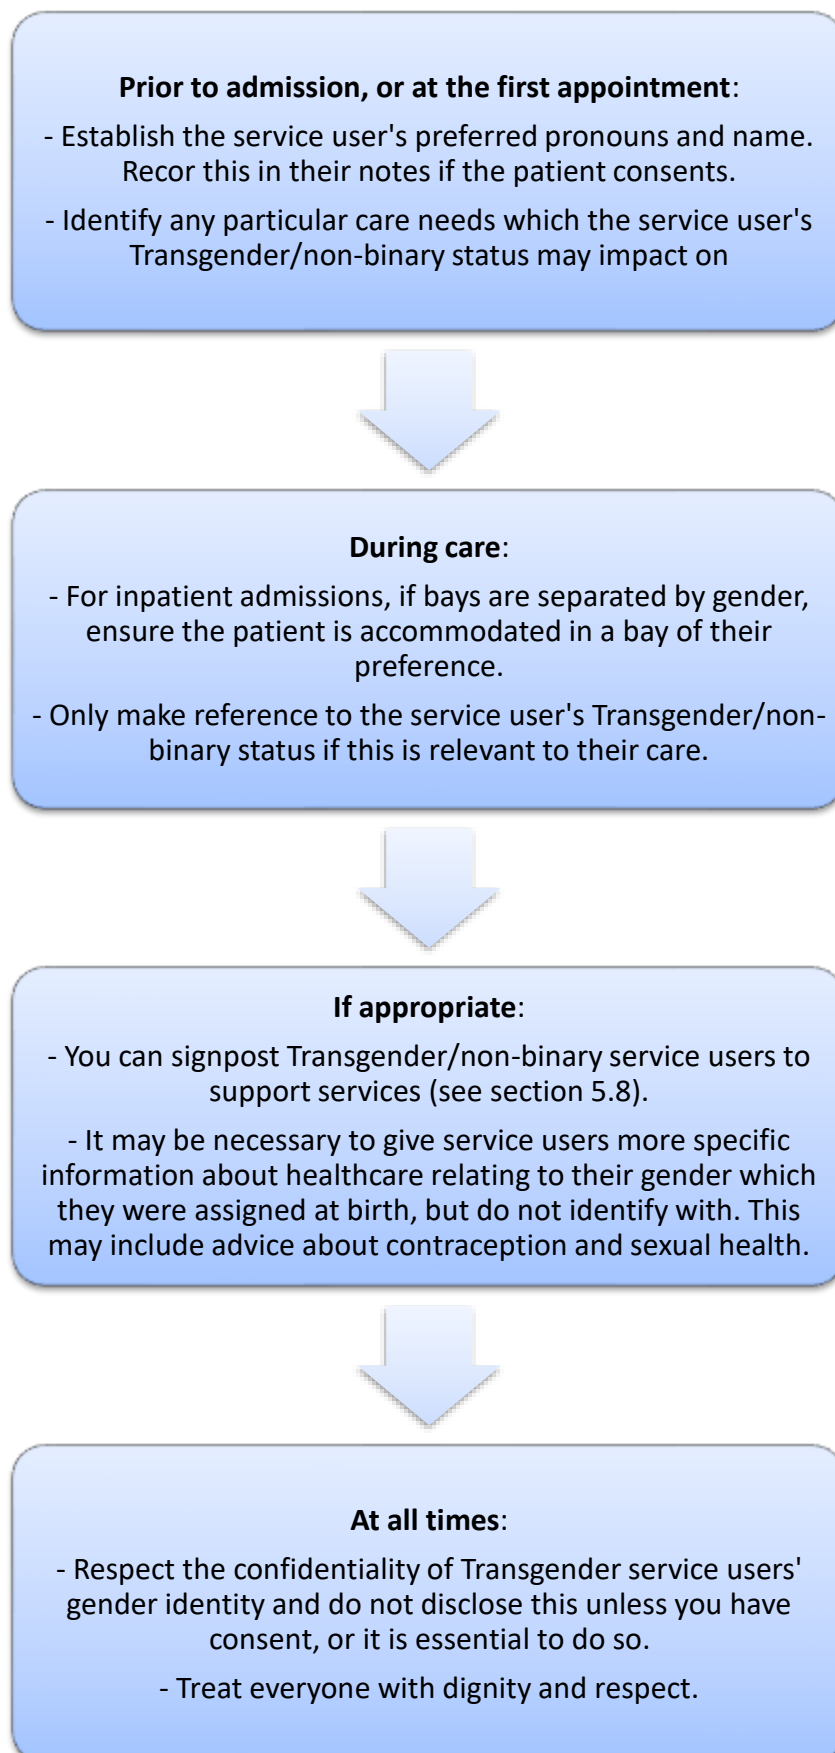 Prior to admission, or at the first appointment:
- Establish the service user's preferred pronouns and name.
Recor this in their notes if the patient consents.
- Identify any particular care needs which the service user's
Transgender/non-binary status may impact on
During care:
- For inpatient admissions, if bays are separated by gender,
ensure the patient is accommodated in a bay of their
preference.
- Only make reference to the service user's Transgender/non-
binary status if this is relevant to their care.
If appropriate:
- You can signpost Transgender/non-binary service users to
support services (see section 5.8).
- It may be necessary to give service users more specific
information about healthcare relating to their gender which
they were assigned at birth, but do not identify with. This
may include advice about contraception and sexual health.
At all times:
- Respect the confidentiality of Transgender service users'
gender identity and do not disclose this unless you have
consent, or it is essential to do so.
- Treat everyone with dignity and respect.